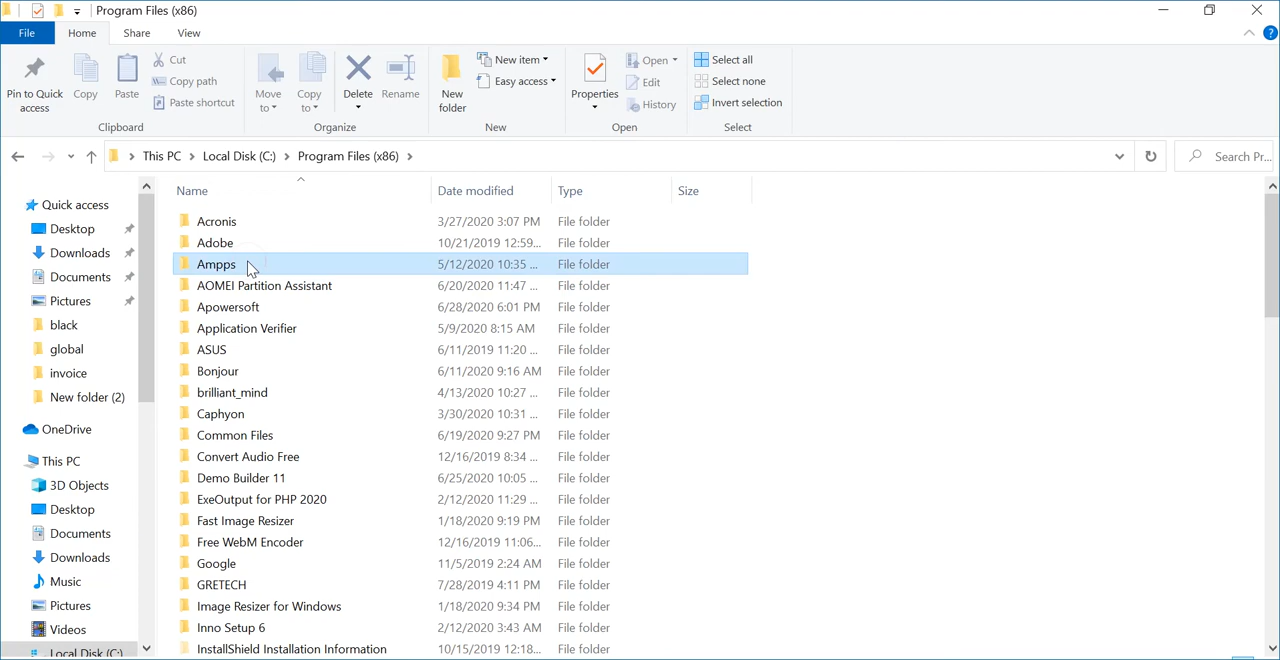 Program Files (x86)
File Home Share View
Pin to Quick access
Copy
Paste
Cut
Copy path
Paste shortcut
Clipboard
Move to
Copy to
Delete
Rename
Organize
New folder
New item
Easy access
New
Properties
Open
Edit
History
Open
Select all
Select none
Invert selection
Select
This PC Local Disk (C:) Program Files (x86)
Search Pr...
Quick access
Desktop
Downloads
Documents
Pictures
black
global
invoice
New folder (2)
OneDrive
This PC
3D Objects
Desktop
Documents
Downloads
Music
Pictures
Videos
Local Disk (C:)
Name Date modified Type Size
Acronis 3/27/2020 3:07 PM File folder
Adobe 10/21/2019 12:59... File folder
Ampps 5/12/2020 10:35 ... File folder
AOMEI Partition Assistant 6/20/2020 11:47 ... File folder
Apowersoft 6/28/2020 6:01 PM File folder
Application Verifier 5/9/2020 8:15 AM File folder
ASUS 6/11/2019 11:20 ... File folder
Bonjour 6/11/2020 9:16 AM File folder
brilliant_mind 4/13/2020 10:27 ... File folder
Caphyon 3/30/2020 10:31 ... File folder
Common Files 6/19/2020 9:27 PM File folder
Convert Audio Free 12/16/2019 8:34 ... File folder
Demo Builder 11 6/25/2020 10:05 ... File folder
ExeOutput for PHP 2020 2/12/2020 11:29 ... File folder
Fast Image Resizer 1/18/2020 9:19 PM File folder
Free WebM Encoder 12/16/2019 11:06... File folder
Google 11/5/2019 2:24 AM File folder
GRETECH 7/28/2019 4:11 PM File folder
Image Resizer for Windows 1/18/2020 9:34 PM File folder
Inno Setup 6 2/12/2020 3:43 AM File folder
InstallShield Installation Information 10/15/2019 12:18... File folder